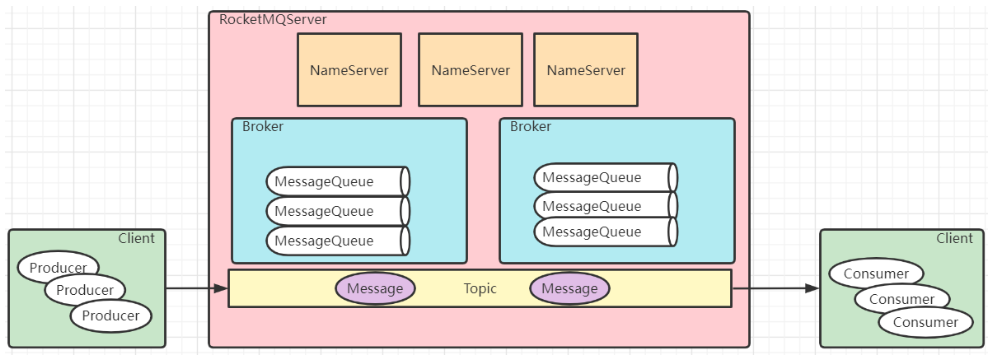 RocketMQServer
NameServer
NameServer
NameServer
Broker
MessageQueue
MessageQueue
MessageQueue
Broker
MessageQueue
MessageQueue
MessageQueue
Client
Producer
Producer
Producer
Message
Topic
Message
Client
Consumer
Consumer
Consumer